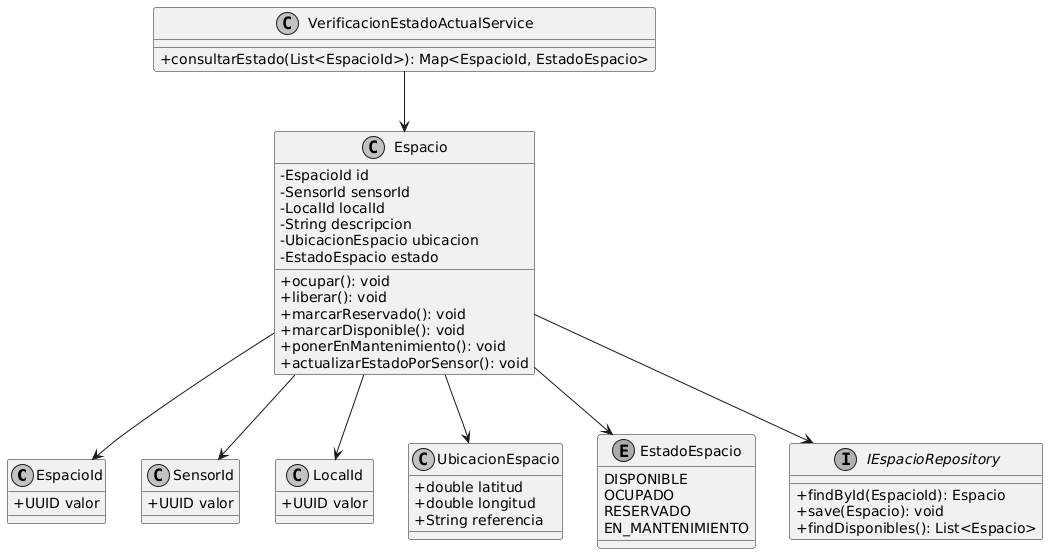 C VerificacionEstadoActualService
+consultarEstado(List<EspacioId>): Map<EspacioId, EstadoEspacio>
C Espacio
-EspacioId id
-SensorId sensorId
-LocalId localId
-String descripcion
-UbicacionEspacio ubicacion
-EstadoEspacio estado
+ocupar(): void
+liberar(): void
+marcarReservado(): void
+marcarDisponible(): void
+ponerEnMantenimiento(): void
+actualizarEstadoPorSensor(): void
C EspacioId
+UUID valor
C SensorId
+UUID valor
C LocalId
+UUID valor
C UbicacionEspacio
+double latitud
+double longitud
+String referencia
E EstadoEspacio
DISPONIBLE
OCUPADO
RESERVADO
EN_MANTENIMIENTO
I IEspacioRepository
+findById(EspacioId): Espacio
+save(Espacio): void
+findDisponibles(): List<Espacio>